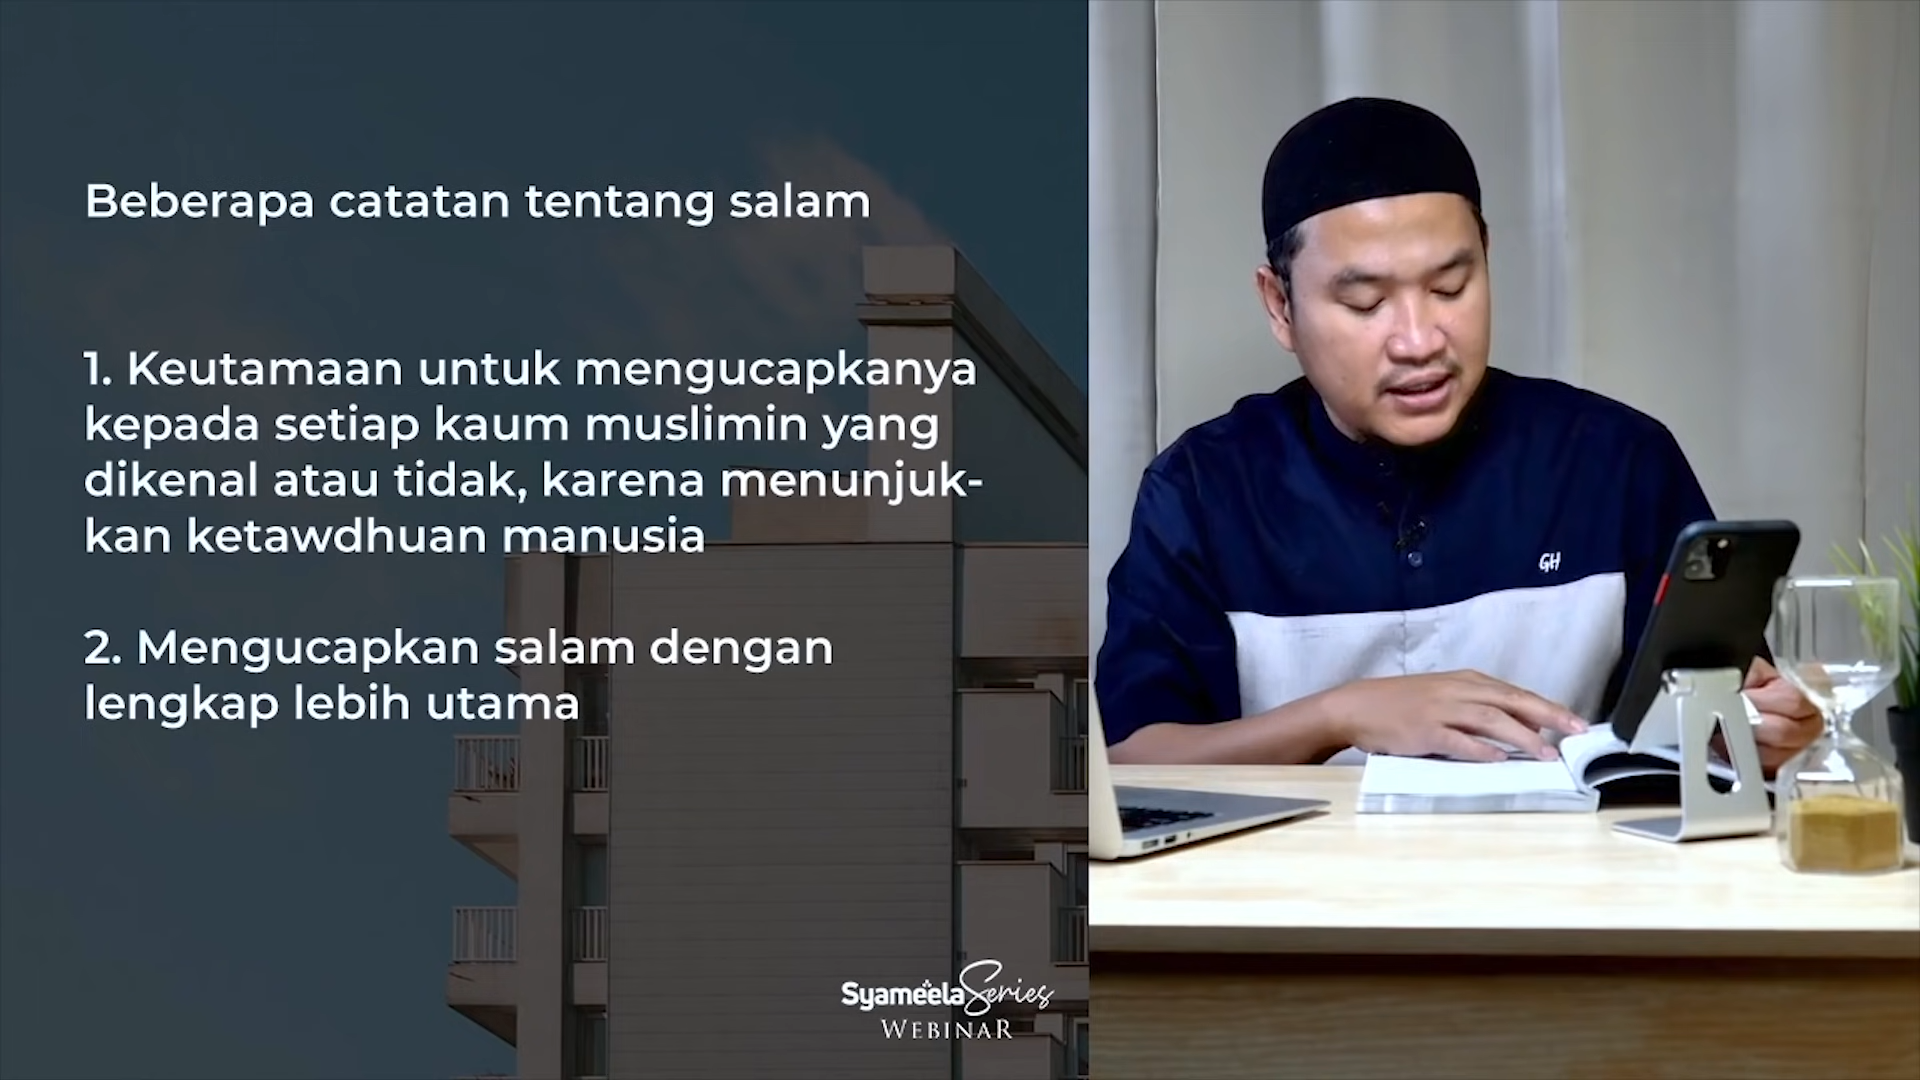 Beberapa catatan tentang salam
1. Keutamaan untuk mengucapkanya
kepada setiap kaum muslimin yang
dikenal atau tidak, karena menunjuk-
kan ketawdhuan manusia
2. Mengucapkan salam dengan
lengkap lebih utama
GH
Syameela Series
WEBINAR